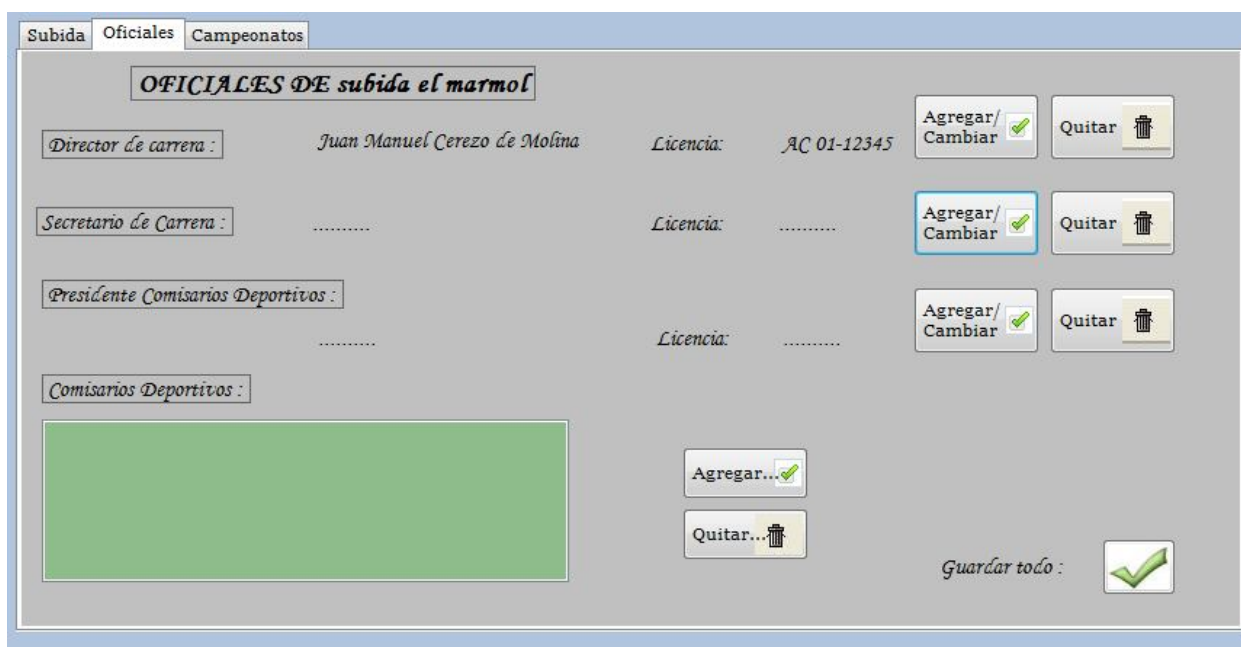 Subida Oficiales Campeonatos
OFICIALES DE subida el marmol
Director de carrera : Juan Manuel Cerezo de Molina Licencia: AC 01-12345 Agregar/ Cambiar Quitar
Secretario de Carrera : .......... Licencia: .......... Agregar/ Cambiar Quitar
Presidente Comisarios Deportivos :
.......... Licencia: .......... Agregar/ Cambiar Quitar
Comisarios Deportivos :
Agregar...
Quitar...
Guardar todo :